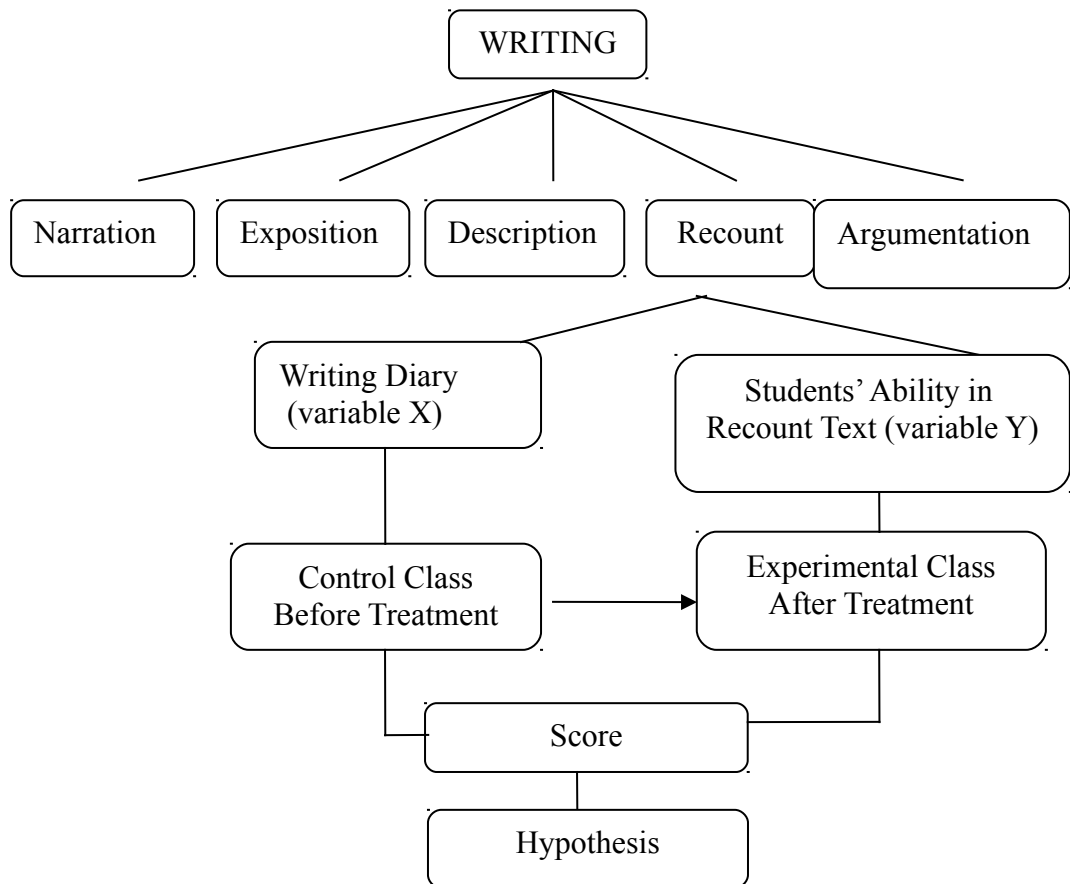 WRITING
Narration
Exposition
Description
Recount
Argumentation
Writing Diary
(variable X)
Students’ Ability in
Recount Text (variable Y)
Control Class
Before Treatment
Experimental Class
After Treatment
Score
Hypothesis